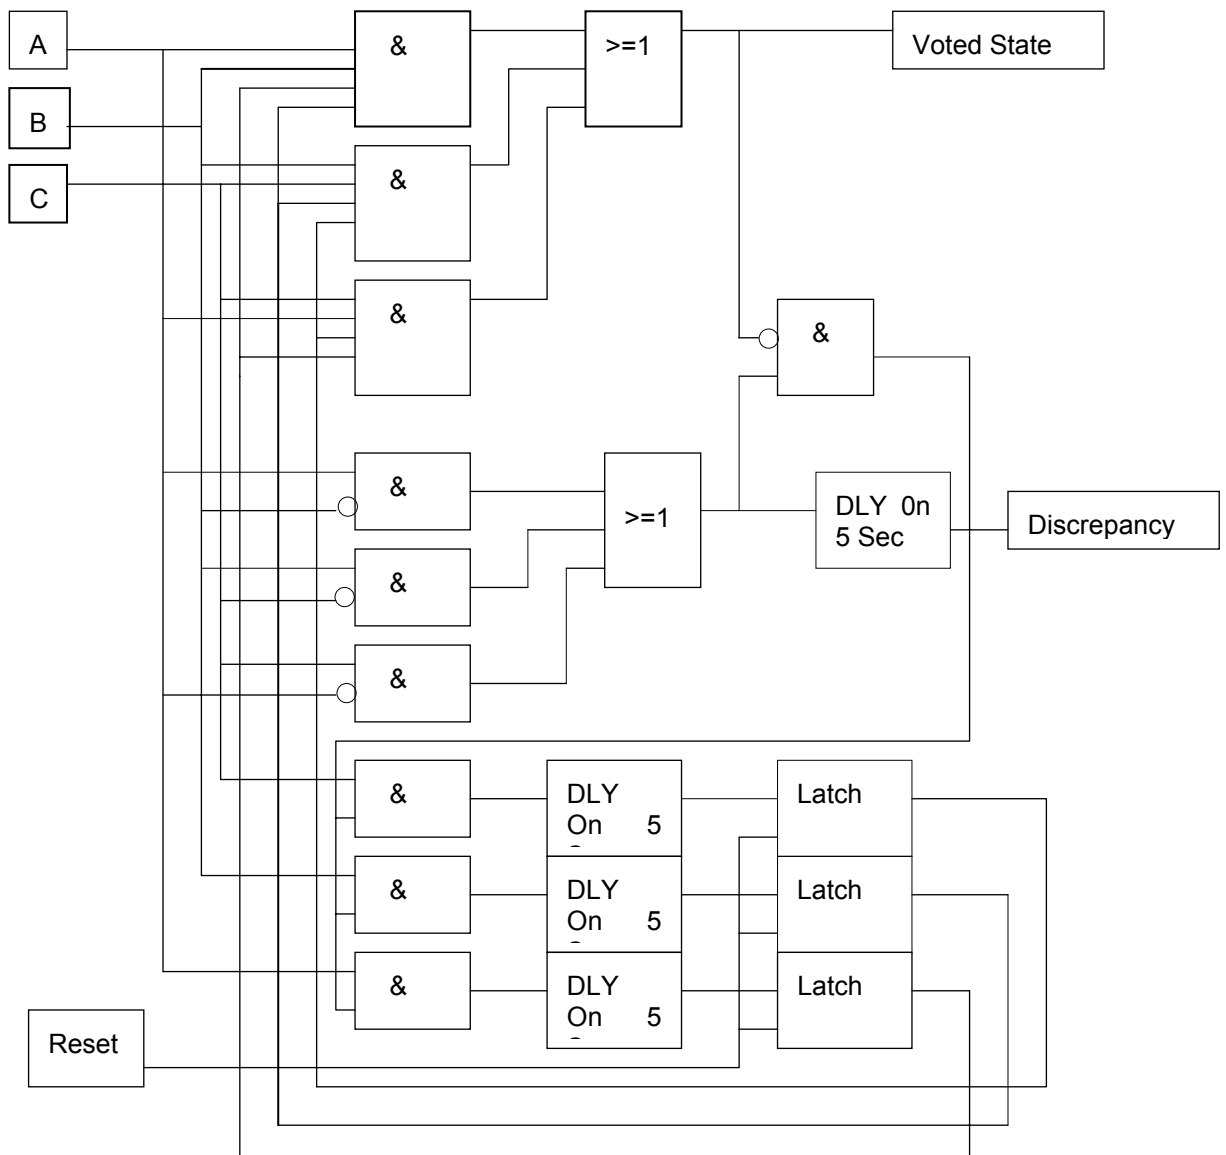 A
&
>=1
Voted State
B
&
C
&
&
&
DLY 0n
5 Sec
>=1
Discrepancy
&
&
&
DLY
On 5
Latch
&
DLY
On 5
Latch
&
DLY
On 5
Latch
Reset